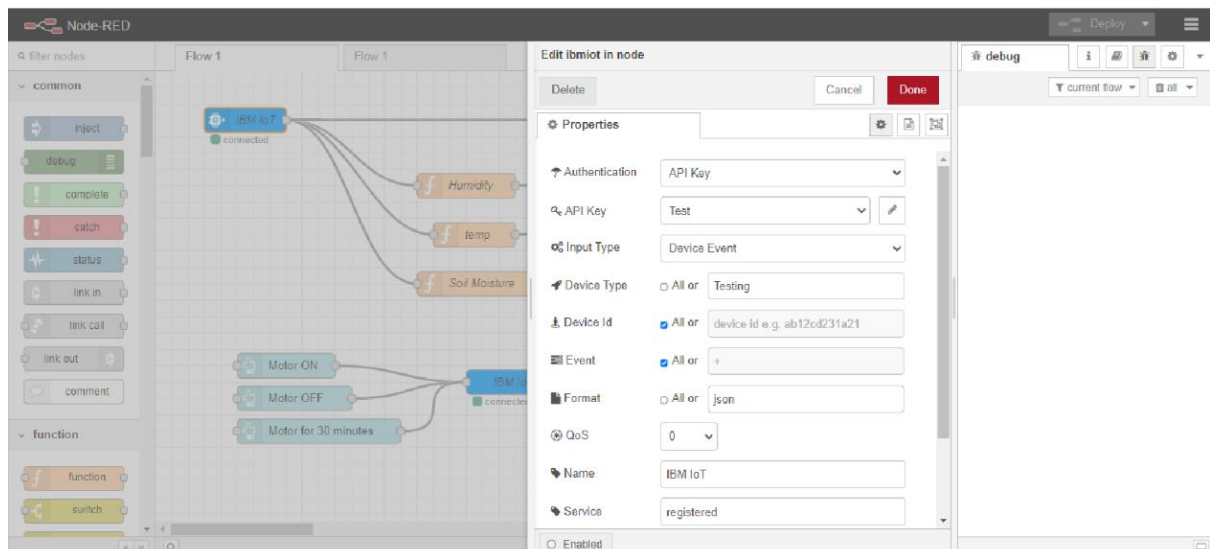 Node-RED
Deploy
filter nodes
Flow 1
Flow 1
Edit ibmiot in node
debug
i
common
Delete
Cancel
Done
current flow
all
inject
IBM IoT
connected
Properties
debug
complete
Humidity
Authentication
API Key
catch
temp
API Key
Test
status
Input Type
Device Event
link in
Soil Moisture
Device Type
All or
Testing
link call
Device Id
All or
device id e.g. ab12cd231a21
link out
Motor ON
Event
All or
+
comment
Motor OFF
IBM Io
connecte
Format
All or
json
function
Motor for 30 minutes
QoS
0
function
Name
IBM IoT
switch
Service
registered
Enabled